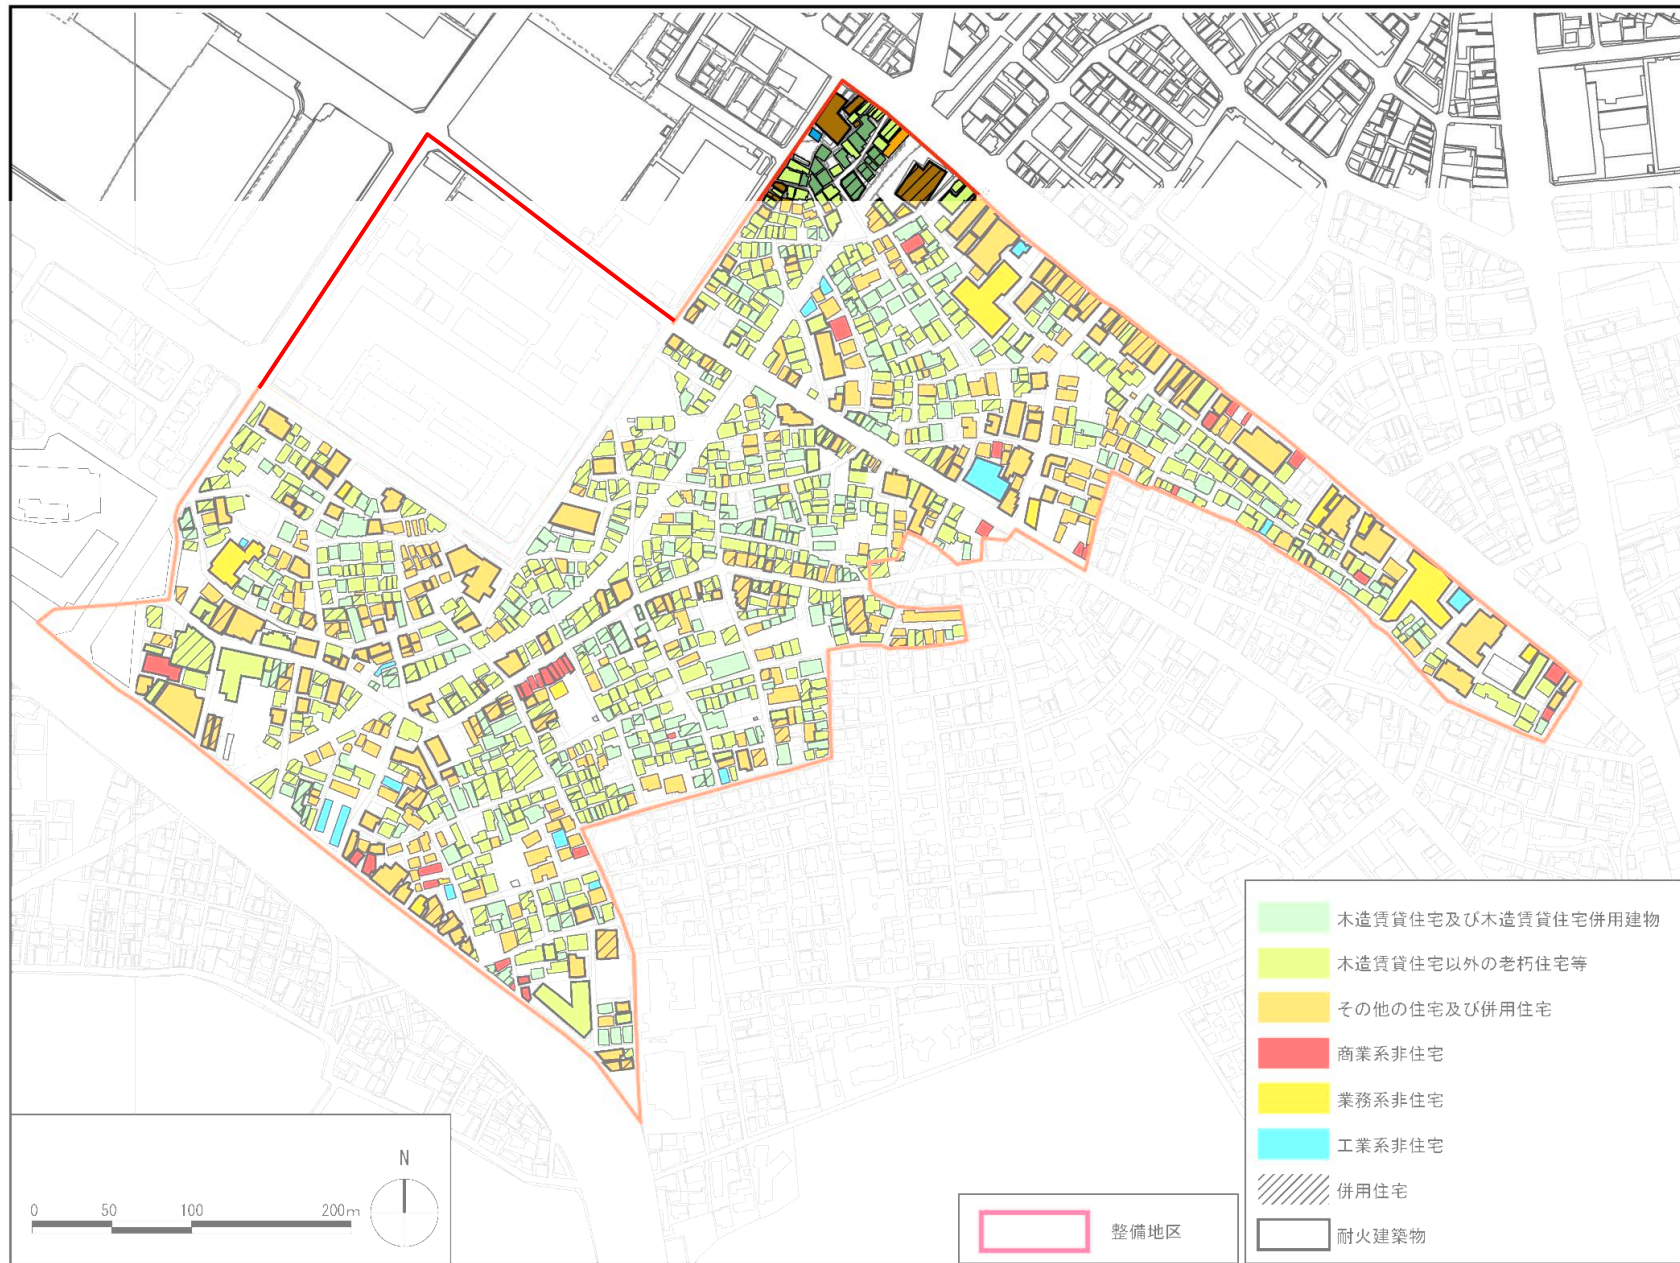 木造賃貸住宅及び木造賃貸住宅併用建物
木造賃貸住宅以外の老朽住宅等
その他の住宅及び併用住宅
商業系非住宅
業務系非住宅
工業系非住宅
併用住宅
耐火建築物
整備地区
N
0 50 100 200m